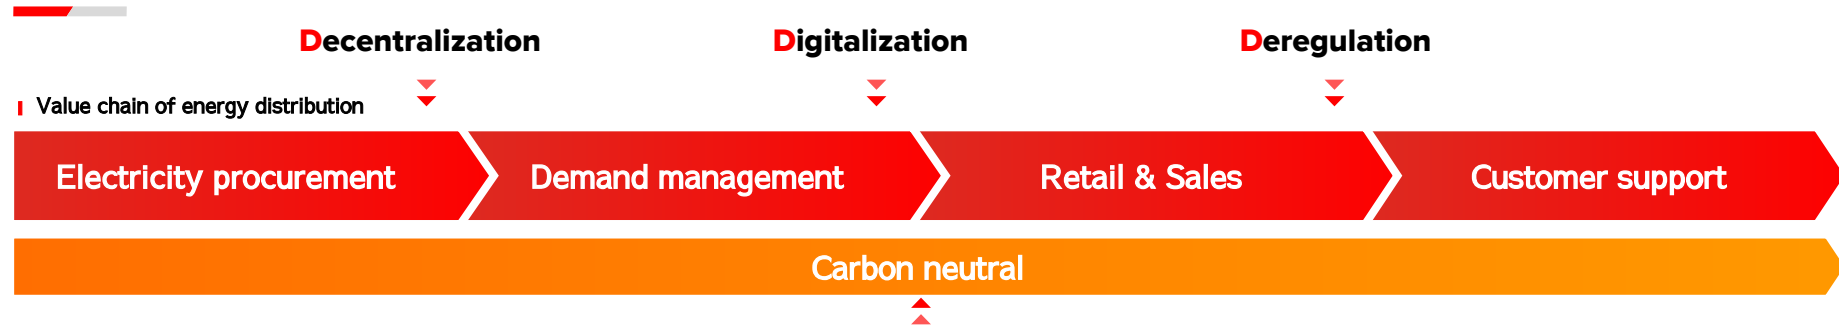 Decentralization
Digitalization
Deregulation
Value chain of energy distribution
Electricity procurement
Demand management
Retail & Sales
Customer support
Carbon neutral